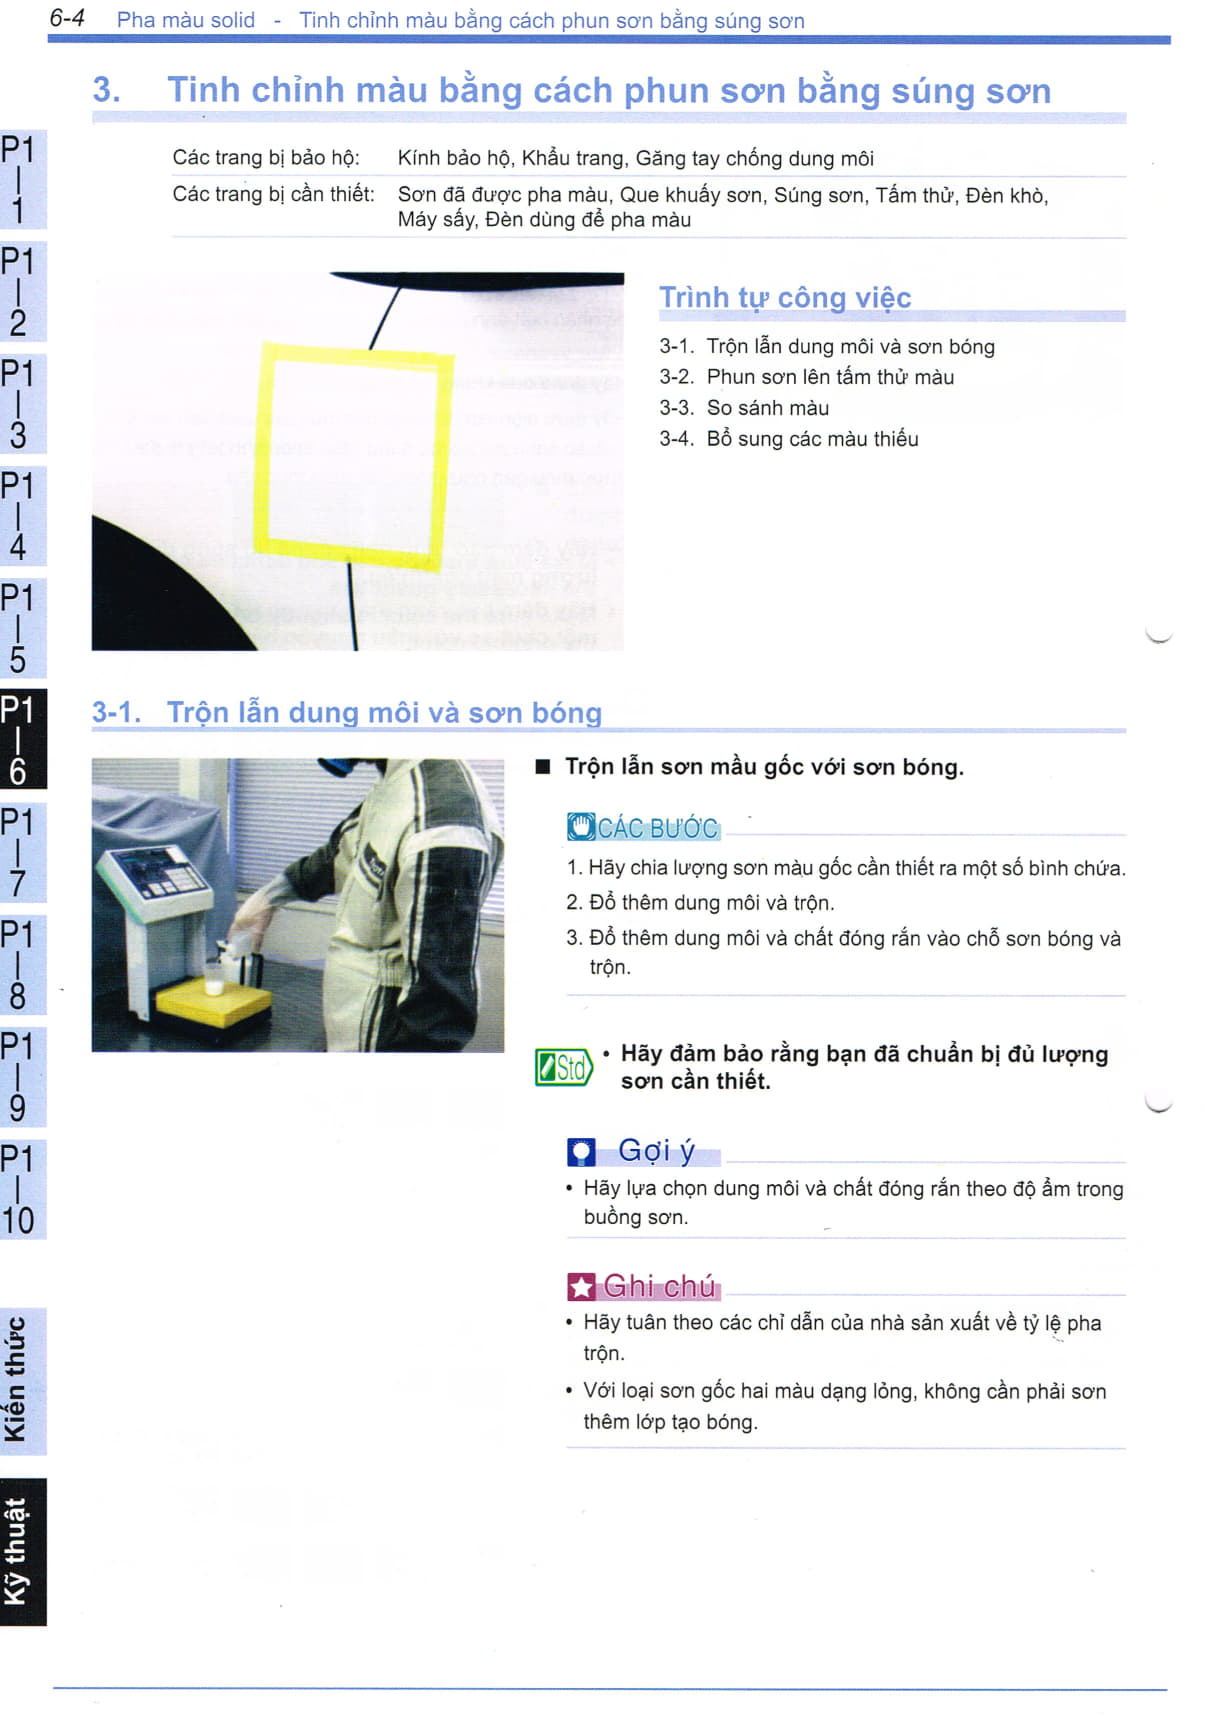 6-4 Pha màu solid - Tinh chỉnh màu bằng cách phun sơn bằng súng sơn
3. Tinh chỉnh màu bằng cách phun sơn bằng súng sơn
Các trang bị bảo hộ: Kính bảo hộ, Khẩu trang, Găng tay chống dung môi
Các trang bị cần thiết: Sơn đã được pha màu, Que khuấy sơn, Súng sơn, Tấm thử, Đèn khò,
Máy sấy, Đèn dùng để pha màu
Trình tự công việc
3-1. Trộn lẫn dung môi và sơn bóng
3-2. Phun sơn lên tấm thử màu
3-3. So sánh màu
3-4. Bổ sung các màu thiếu
3-1. Trộn lẫn dung môi và sơn bóng
■ Trộn lẫn sơn mầu gốc với sơn bóng.
CÁC BƯỚC
1. Hãy chia lượng sơn màu gốc cần thiết ra một số bình chứa.
2. Đổ thêm dung môi và trộn.
3. Đổ thêm dung môi và chất đóng rắn vào chỗ sơn bóng và
trộn.
Std
• Hãy đảm bảo rằng bạn đã chuẩn bị đủ lượng
sơn cần thiết.
Gợi ý
• Hãy lựa chọn dung môi và chất đóng rắn theo độ ẩm trong
buồng sơn.
Ghi chú
• Hãy tuân theo các chỉ dẫn của nhà sản xuất về tỷ lệ pha
trộn.
• Với loại sơn gốc hai màu dạng lỏng, không cần phải sơn
thêm lớp tạo bóng.
P1
1
P1
2
P1
3
P1
4
P1
5
P1
6
P1
7
P1
8
P1
9
P1
10
Kiến thức
Kỹ thuật